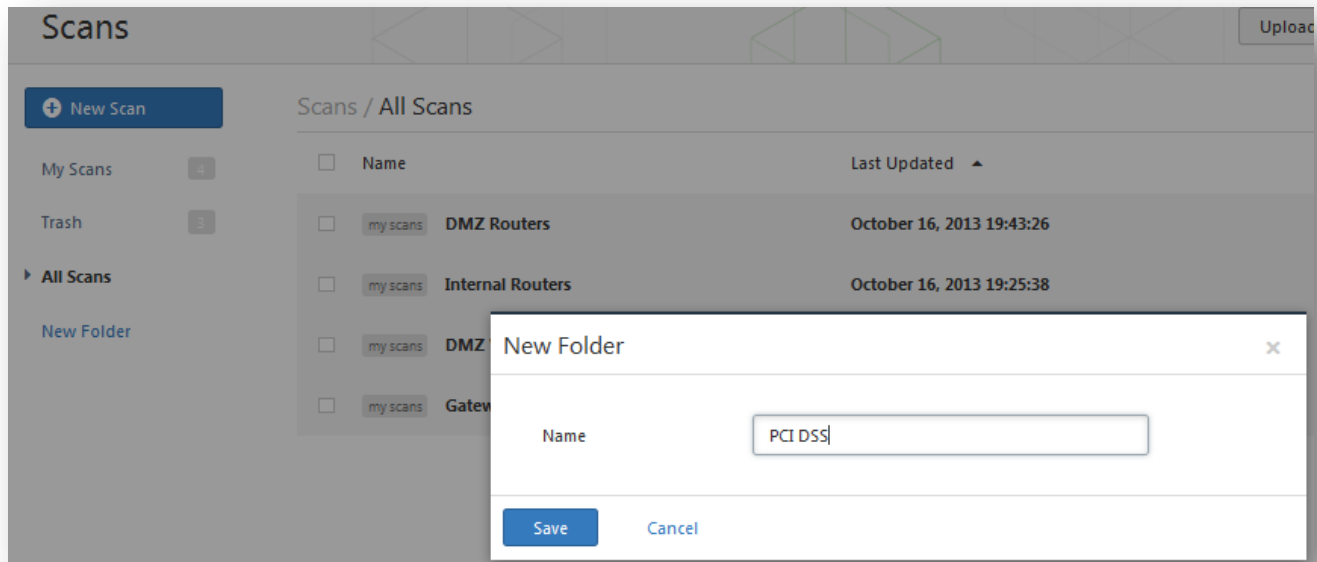 Scans
Upload
New Scan
Scans / All Scans
My Scans 4
Name Last Updated
Trash 3
my scans DMZ Routers October 16, 2013 19:43:26
All Scans
my scans Internal Routers October 16, 2013 19:25:38
New Folder
my scans DMZ
New Folder
my scans Gatew
Name PCI DSS
Save Cancel